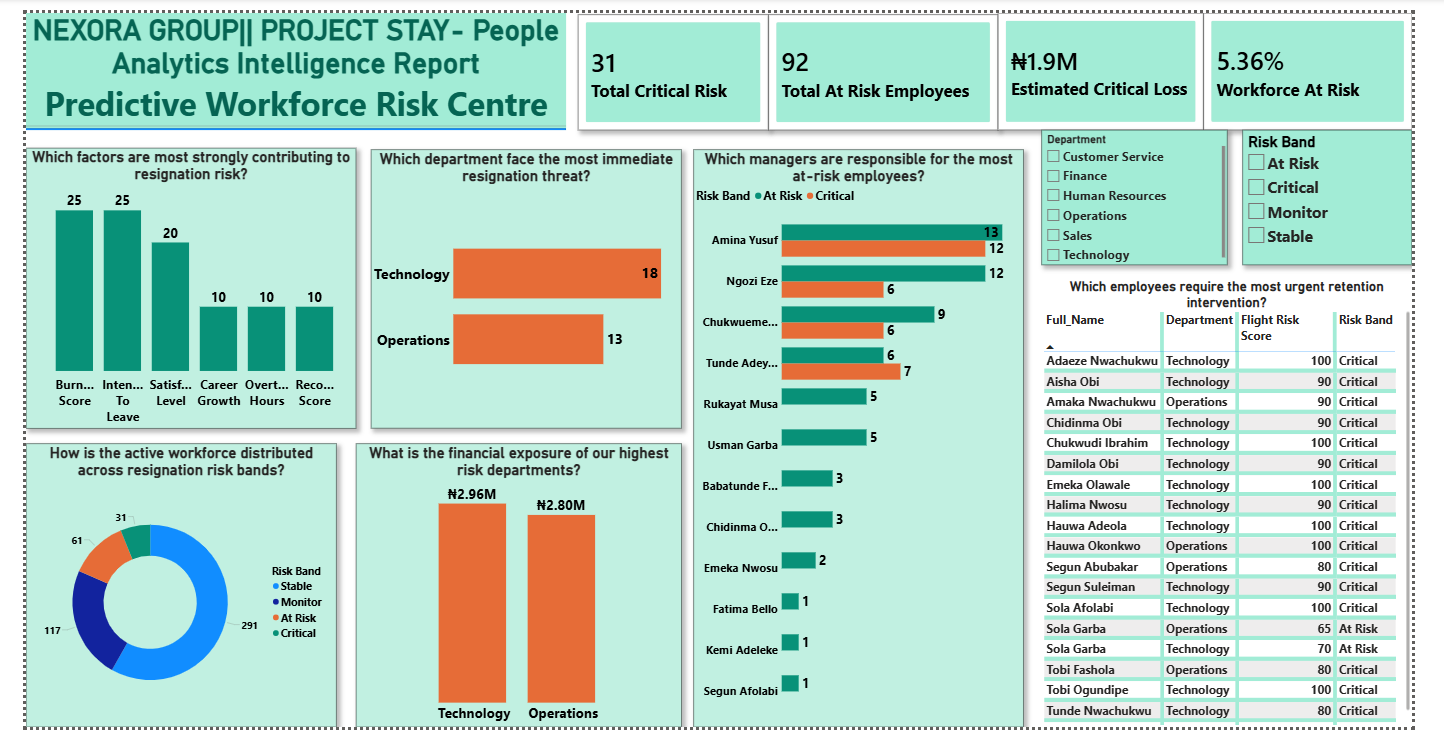 NEXORA GROUP|| PROJECT STAY- People
Analytics Intelligence Report
Predictive Workforce Risk Centre
31
Total Critical Risk
92
Total At Risk Employees
₦1.9M
Estimated Critical Loss
5.36%
Workforce At Risk
Which factors are most strongly contributing to
resignation risk?
25
25
20
10
10
10
Burn...
Score
Inten...
To
Leave
Satisf...
Level
Career
Growth
Overt...
Hours
Reco...
Score
Which department face the most immediate
resignation threat?
Technology
18
Operations
13
Which managers are responsible for the most
at-risk employees?
Risk Band At Risk Critical
Amina Yusuf
13
12
Ngozi Eze
12
6
Chukwueme...
9
6
Tunde Adey...
6
7
Rukayat Musa
5
Usman Garba
5
Babatunde F...
3
Chidinma O...
3
Emeka Nwosu
2
Fatima Bello
1
Kemi Adeleke
1
Segun Afolabi
1
Department
Customer Service
Finance
Human Resources
Operations
Sales
Technology
Risk Band
At Risk
Critical
Monitor
Stable
How is the active workforce distributed
across resignation risk bands?
31
61
117
291
Risk Band
Stable
Monitor
At Risk
Critical
What is the financial exposure of our highest
risk departments?
₦2.96M
₦2.80M
Technology
Operations
Which employees require the most urgent retention
intervention?
Full_Name Department Flight Risk Score Risk Band
Adaeze Nwachukwu Technology 100 Critical
Aisha Obi Technology 90 Critical
Amaka Nwachukwu Operations 90 Critical
Chidinma Obi Technology 90 Critical
Chukwudi Ibrahim Technology 100 Critical
Damilola Obi Technology 90 Critical
Emeka Olawale Technology 100 Critical
Halima Nwosu Technology 90 Critical
Hauwa Adeola Technology 100 Critical
Hauwa Okonkwo Operations 100 Critical
Segun Abubakar Operations 80 Critical
Segun Suleiman Technology 90 Critical
Sola Afolabi Technology 100 Critical
Sola Garba Operations 65 At Risk
Sola Garba Technology 70 At Risk
Tobi Fashola Operations 80 Critical
Tobi Ogundipe Technology 100 Critical
Tunde Nwachukwu Technology 80 Critical